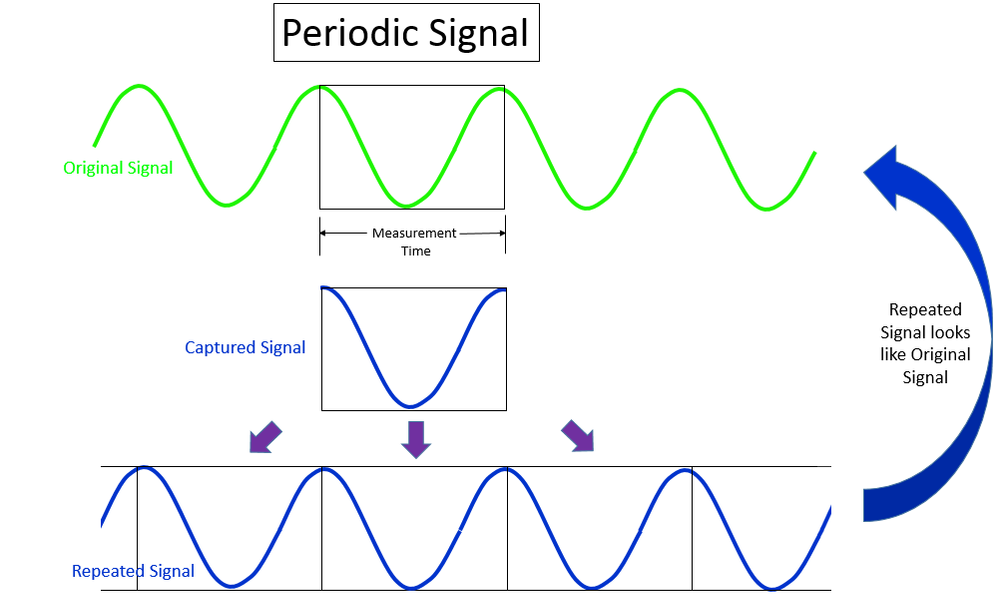 Periodic Signal
Original Signal
Measurement
Time
Captured Signal
Repeated
Signal looks
like Original
Signal
Repeated Signal